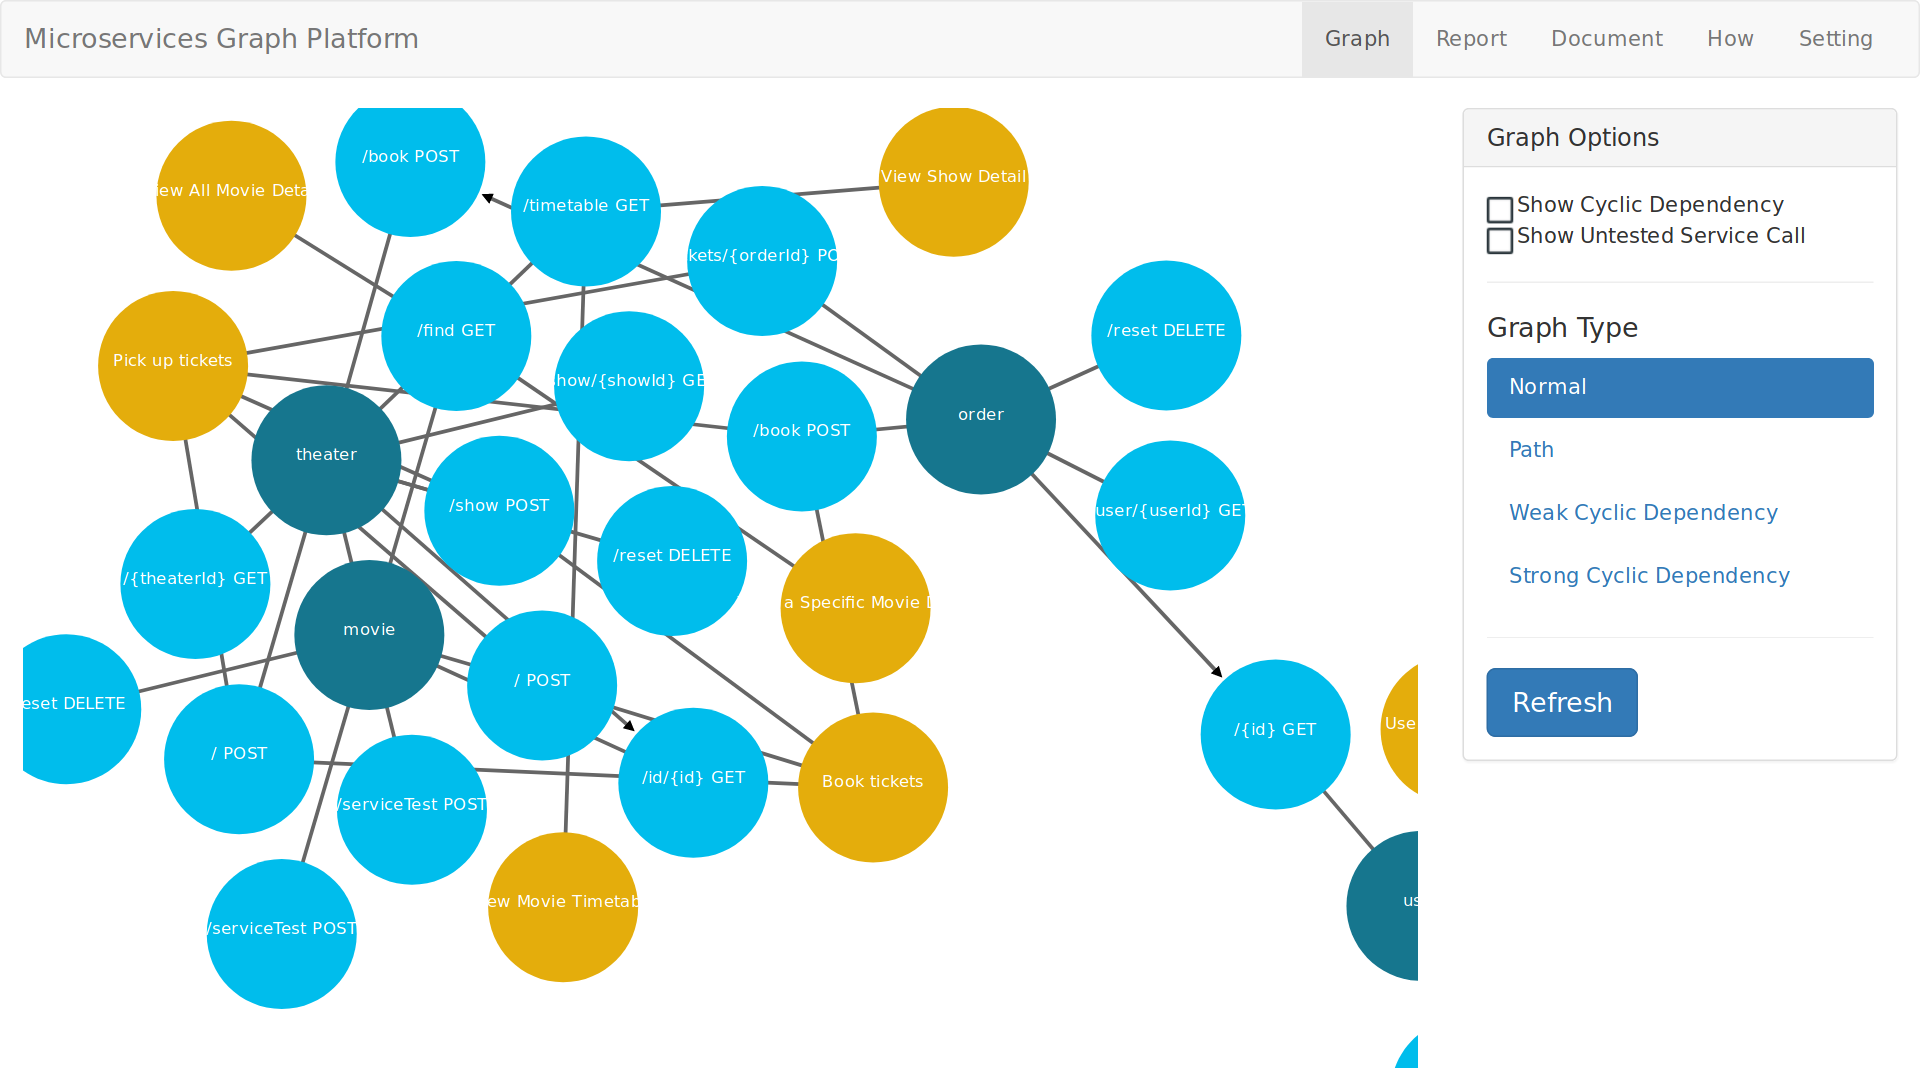 Microservices Graph Platform
Graph
Report
Document
How
Setting
/book POST
View Show Detail
ew All Movie Deta
/timetable GET
kets/{orderId} PO
/find GET
/reset DELETE
Pick up tickets
how/{showId} GE
order
/book POST
theater
/show POST
user/{userId} GET
/reset DELETE
/{theaterId} GET
a Specific Movie D
movie
/ POST
eset DELETE
Use
/{id} GET
/ POST
/id/{id} GET
Book tickets
/serviceTest POST
ew Movie Timetab
us
/serviceTest POST
Graph Options
Show Cyclic Dependency
Show Untested Service Call
Graph Type
Normal
Path
Weak Cyclic Dependency
Strong Cyclic Dependency
Refresh